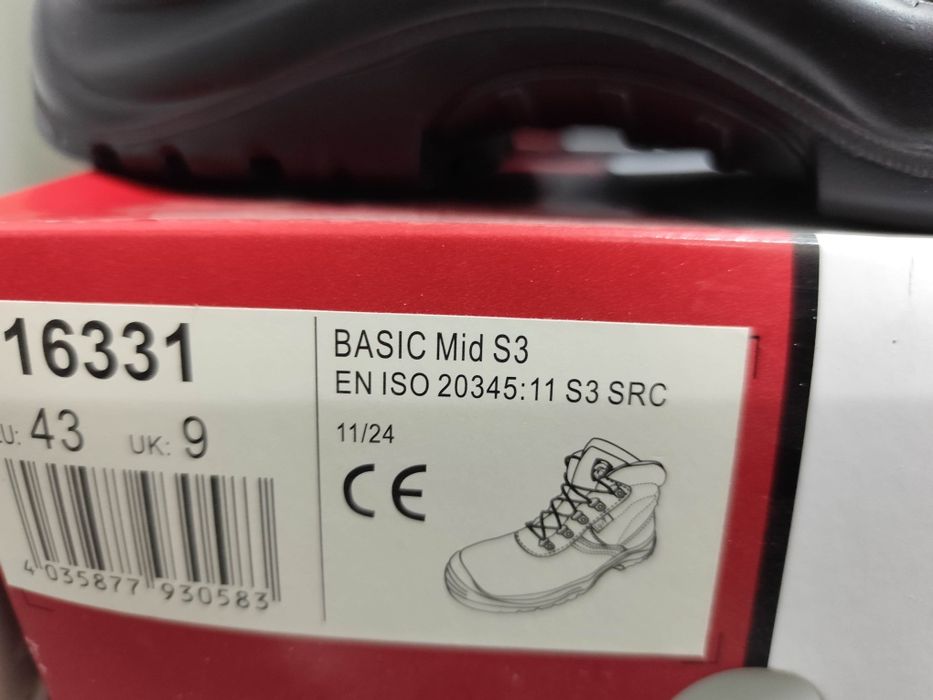 16331
43 UK: 9
4 035877 930583
BASIC Mid S3
EN ISO 20345:11 S3 SRC
11/24
CE